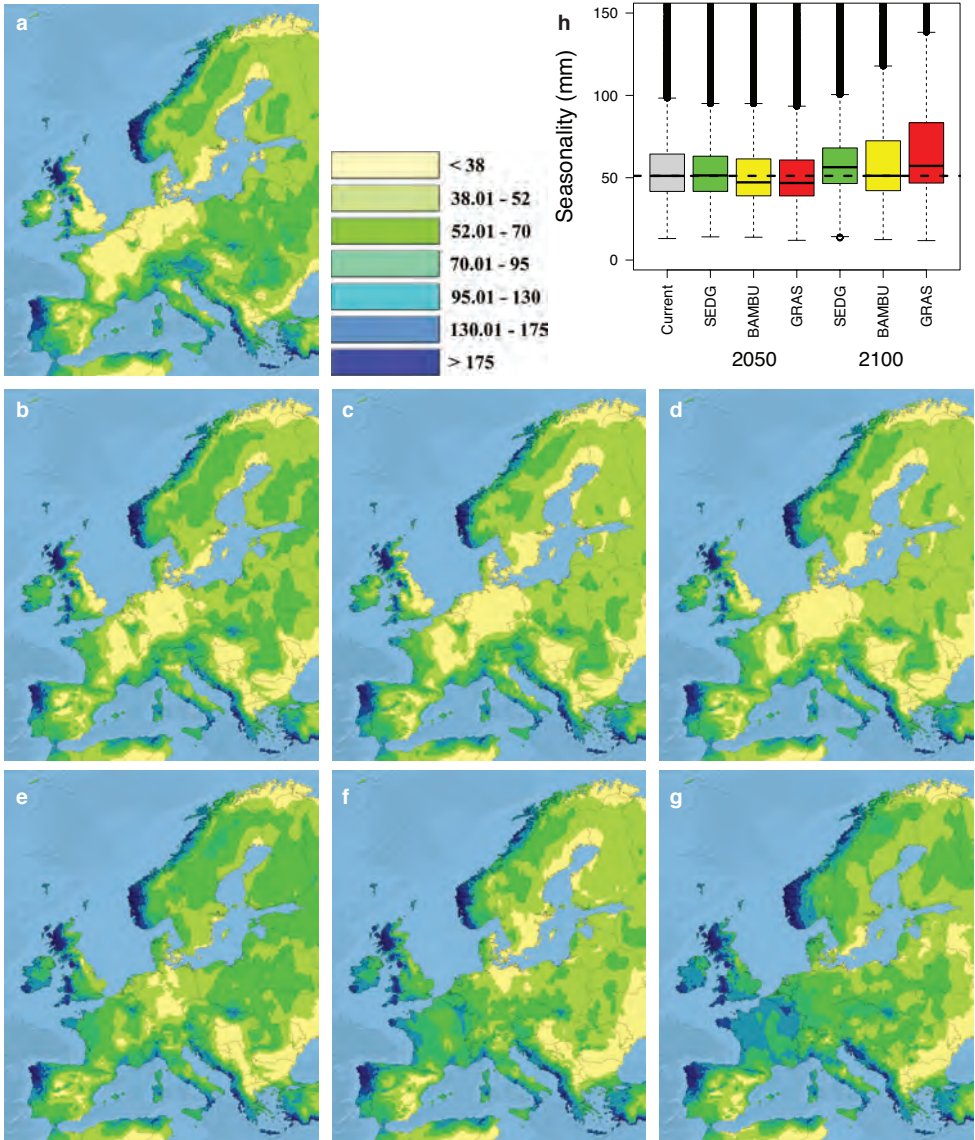 a
< 38
38.01 – 52
52.01 – 70
70.01 – 95
95.01 – 130
130.01 – 175
> 175
h
Seasonality (mm)
150
100
50
0
Current
SEDG
BAMBU
GRAS
SEDG
BAMBU
GRAS
2050
2100
b
c
d
e
f
g